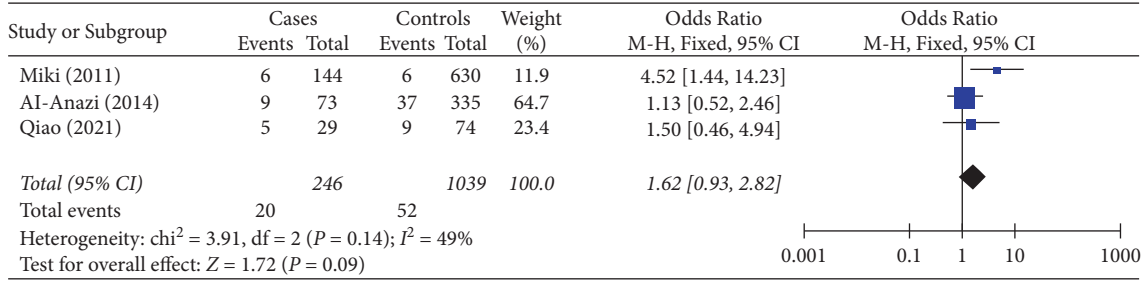 Study or Subgroup Cases Controls Weight Odds Ratio Odds Ratio
Events Total Events Total (%) M-H, Fixed, 95% CI M-H, Fixed, 95% CI
Miki (2011) 6 144 6 630 11.9 4.52 [1.44, 14.23]
AI-Anazi (2014) 9 73 37 335 64.7 1.13 [0.52, 2.46]
Qiao (2021) 5 29 9 74 23.4 1.50 [0.46, 4.94]
Total (95% CI) 246 1039 100.0 1.62 [0.93, 2.82]
Total events 20 52
Heterogeneity: chi² = 3.91, df = 2 (P = 0.14); I² = 49%
Test for overall effect: Z = 1.72 (P = 0.09)
0.001 0.1 1 10 1000